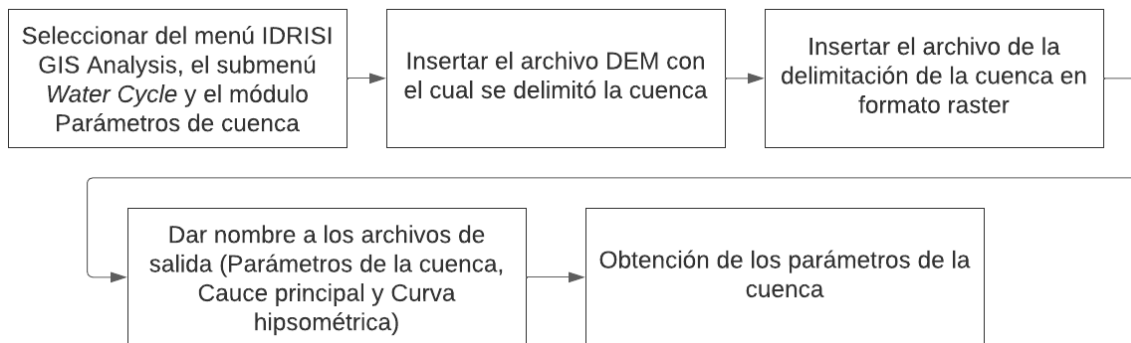 Seleccionar del menú IDRISI
GIS Analysis, el submenú
Water Cycle y el módulo
Parámetros de cuenca
Insertar el archivo DEM con
el cual se delimitó la cuenca
Insertar el archivo de la
delimitación de la cuenca en
formato raster
Dar nombre a los archivos de
salida (Parámetros de la cuenca,
Cauce principal y Curva
hipsométrica)
Obtención de los parámetros de la
cuenca